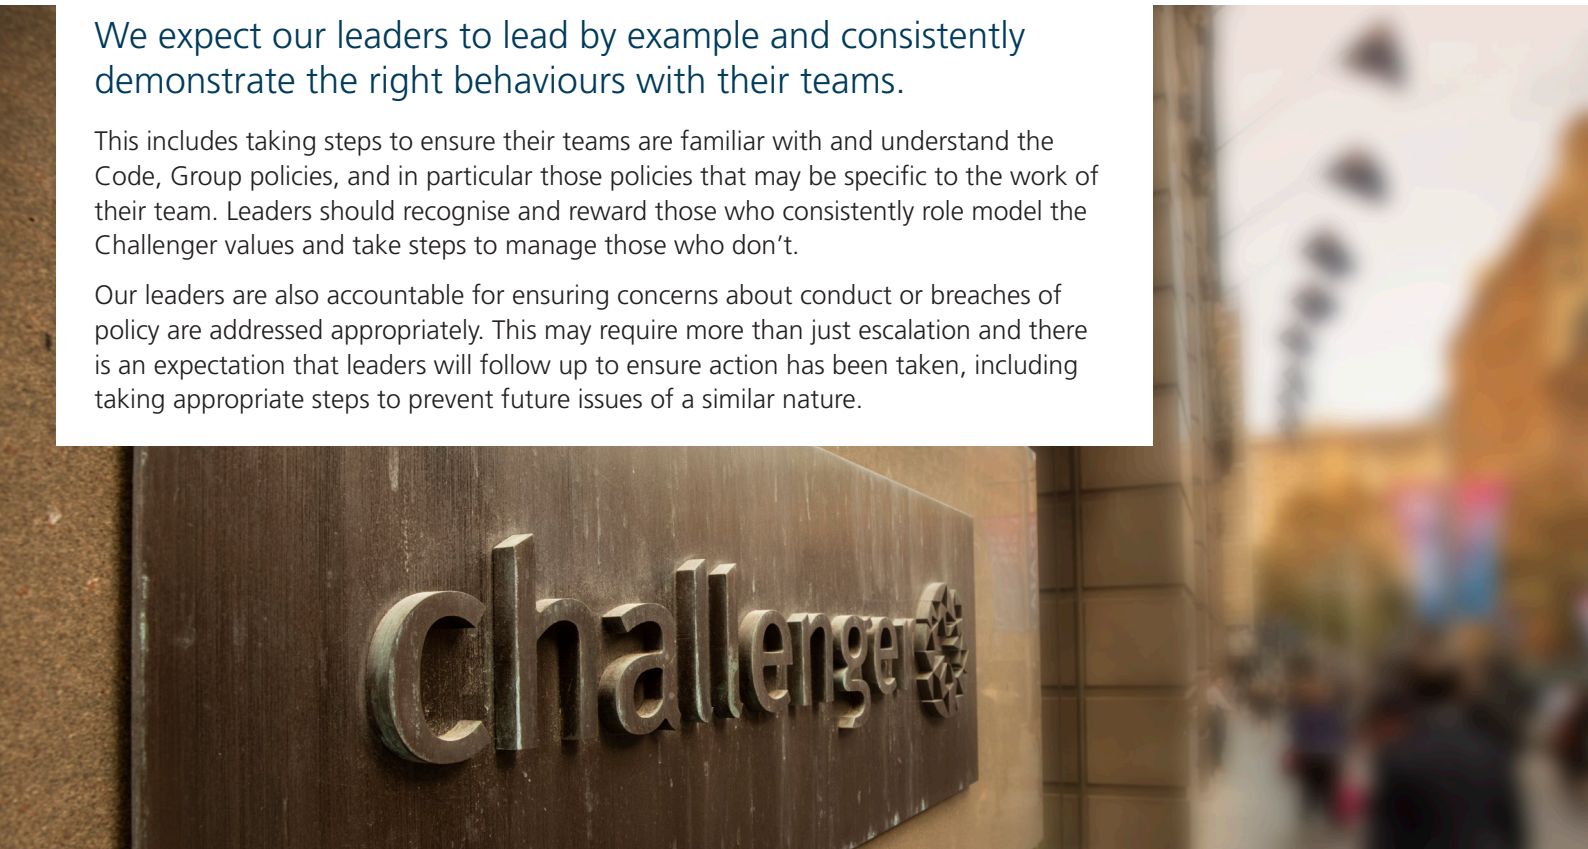 We expect our leaders to lead by example and consistently
demonstrate the right behaviours with their teams.
This includes taking steps to ensure their teams are familiar with and understand the
Code, Group policies, and in particular those policies that may be specific to the work of
their team. Leaders should recognise and reward those who consistently role model the
Challenger values and take steps to manage those who don’t.
Our leaders are also accountable for ensuring concerns about conduct or breaches of
policy are addressed appropriately. This may require more than just escalation and there
is an expectation that leaders will follow up to ensure action has been taken, including
taking appropriate steps to prevent future issues of a similar nature.
challenger